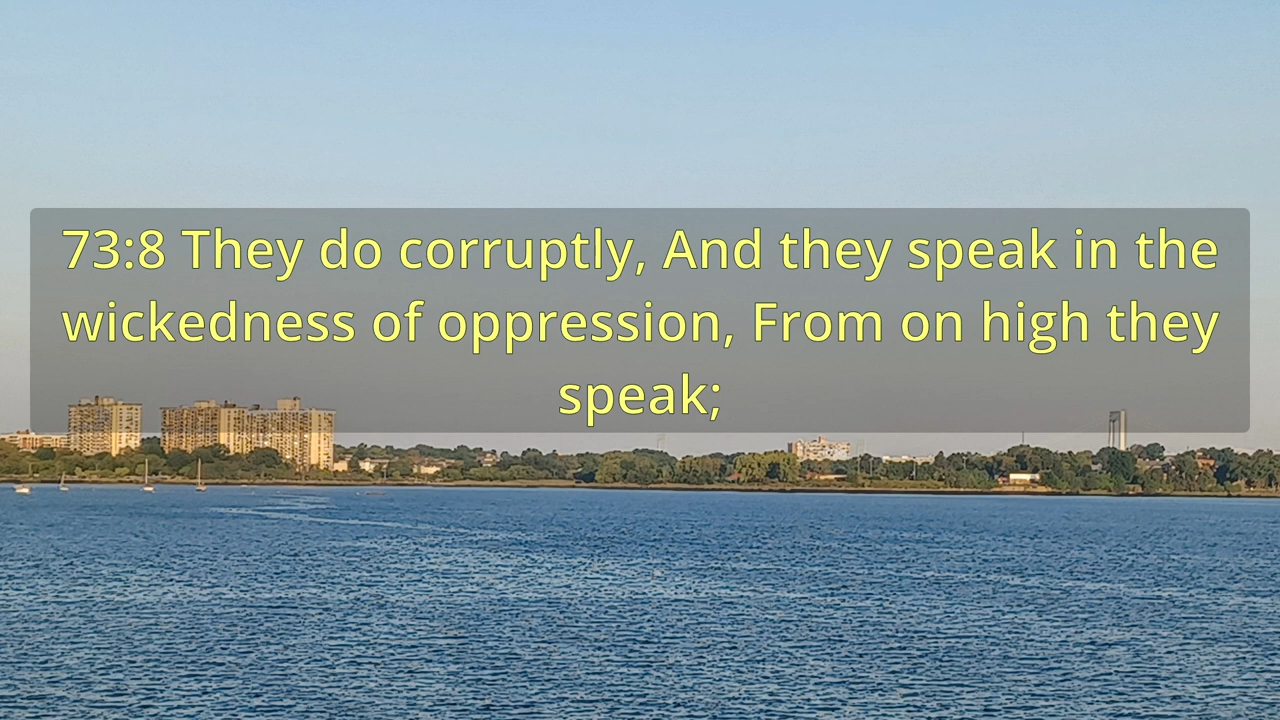 73:8 They do corruptly, And they speak in the
wickedness of oppression, From on high they
speak;